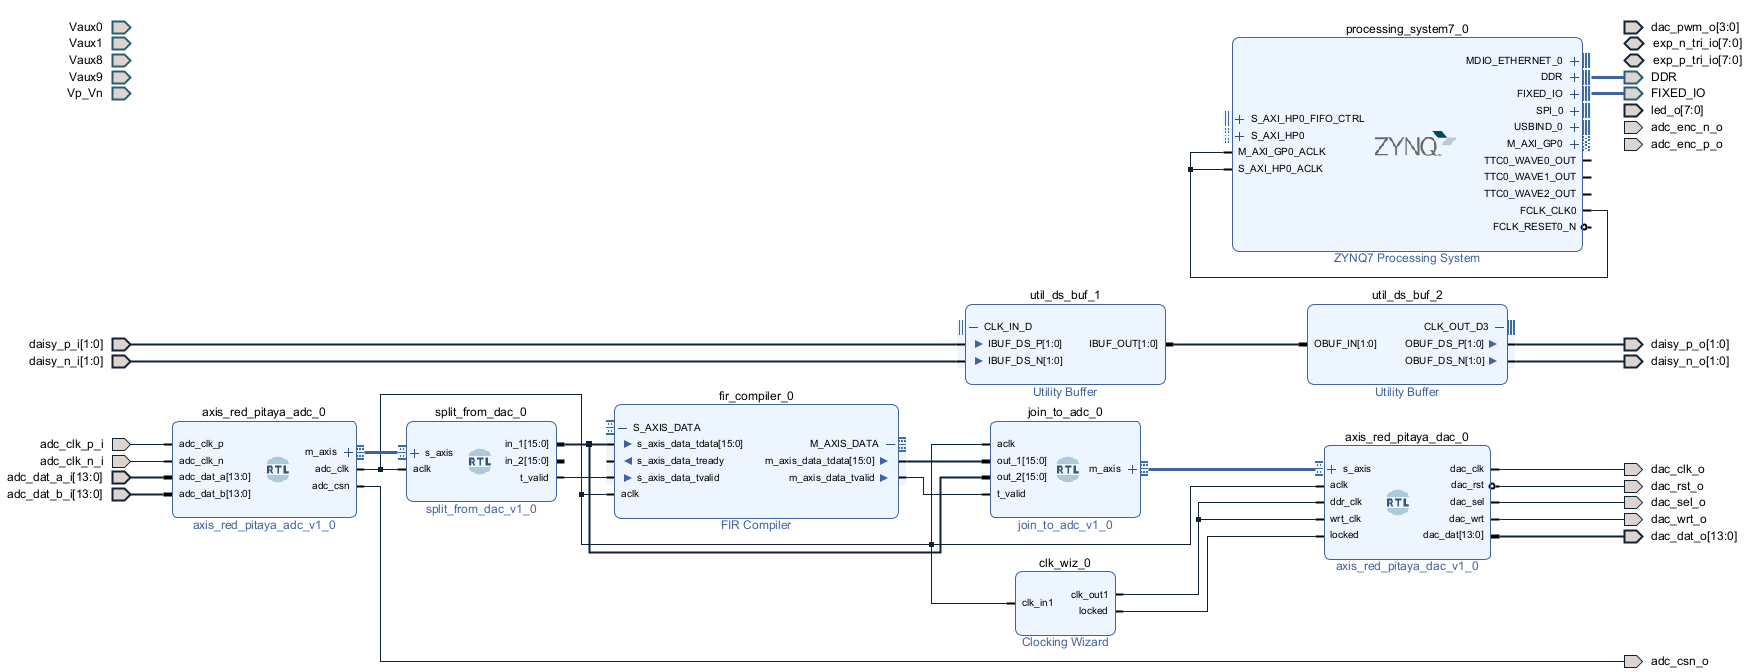 Vaux0
Vaux1
Vaux8
Vaux9
Vp_Vn
processing_system7_0
MDIO_ETHERNET_0
DDR
FIXED_IO
SPI_0
USBIND_0
M_AXI_GP0
TTC0_WAVE0_OUT
TTC0_WAVE1_OUT
TTC0_WAVE2_OUT
FCLK_CLK0
FCLK_RESET0_N
S_AXI_HP0_FIFO_CTRL
S_AXI_HP0
M_AXI_GP0_ACLK
S_AXI_HP0_ACLK
ZYNQ
ZYNQ7 Processing System
dac_pwm_o[3:0]
exp_n_tri_io[7:0]
exp_p_tri_io[7:0]
DDR
FIXED_IO
led_o[7:0]
adc_enc_n_o
adc_enc_p_o
daisy_p_i[1:0]
daisy_n_i[1:0]
util_ds_buf_1
CLK_IN_D
IBUF_DS_P[1:0]
IBUF_DS_N[1:0]
IBUF_OUT[1:0]
Utility Buffer
util_ds_buf_2
OBUF_IN[1:0]
CLK_OUT_D3
OBUF_DS_P[1:0]
OBUF_DS_N[1:0]
Utility Buffer
daisy_p_o[1:0]
daisy_n_o[1:0]
adc_clk_p_i
adc_clk_n_i
adc_dat_a_i[13:0]
adc_dat_b_i[13:0]
axis_red_pitaya_adc_0
adc_clk_p
adc_clk_n
adc_dat_a[13:0]
adc_dat_b[13:0]
RTL
m_axis
adc_clk
adc_csn
axis_red_pitaya_adc_v1_0
split_from_dac_0
s_axis
aclk
RTL
in_1[15:0]
in_2[15:0]
t_valid
split_from_dac_v1_0
fir_compiler_0
S_AXIS_DATA
s_axis_data_tdata[15:0]
s_axis_data_tready
s_axis_data_tvalid
aclk
M_AXIS_DATA
m_axis_data_tdata[15:0]
m_axis_data_tvalid
FIR Compiler
join_to_adc_0
aclk
out_1[15:0]
out_2[15:0]
t_valid
RTL
m_axis
join_to_adc_v1_0
clk_wiz_0
clk_in1
clk_out1
locked
Clocking Wizard
axis_red_pitaya_dac_0
s_axis
aclk
ddr_clk
wrt_clk
locked
RTL
dac_clk
dac_rst
dac_sel
dac_wrt
dac_dat[13:0]
axis_red_pitaya_dac_v1_0
dac_clk_o
dac_rst_o
dac_sel_o
dac_wrt_o
dac_dat_o[13:0]
adc_csn_o